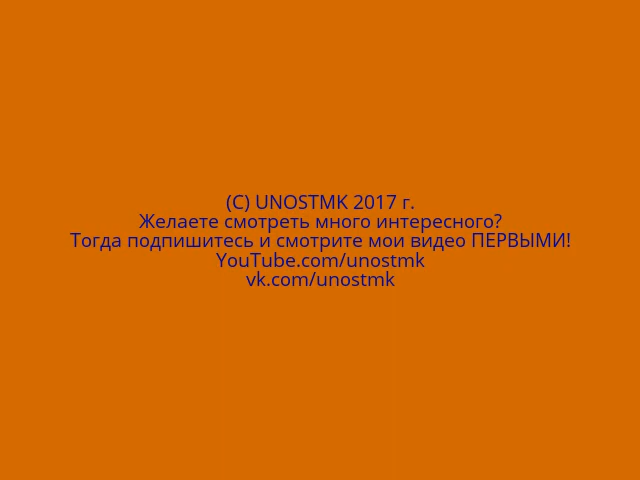 (C) UNOSTMK 2017 г.
Желаете смотреть много интересного?
Тогда подпишитесь и смотрите мои видео ПЕРВЫМИ!
YouTube.com/unostmk
vk.com/unostmk